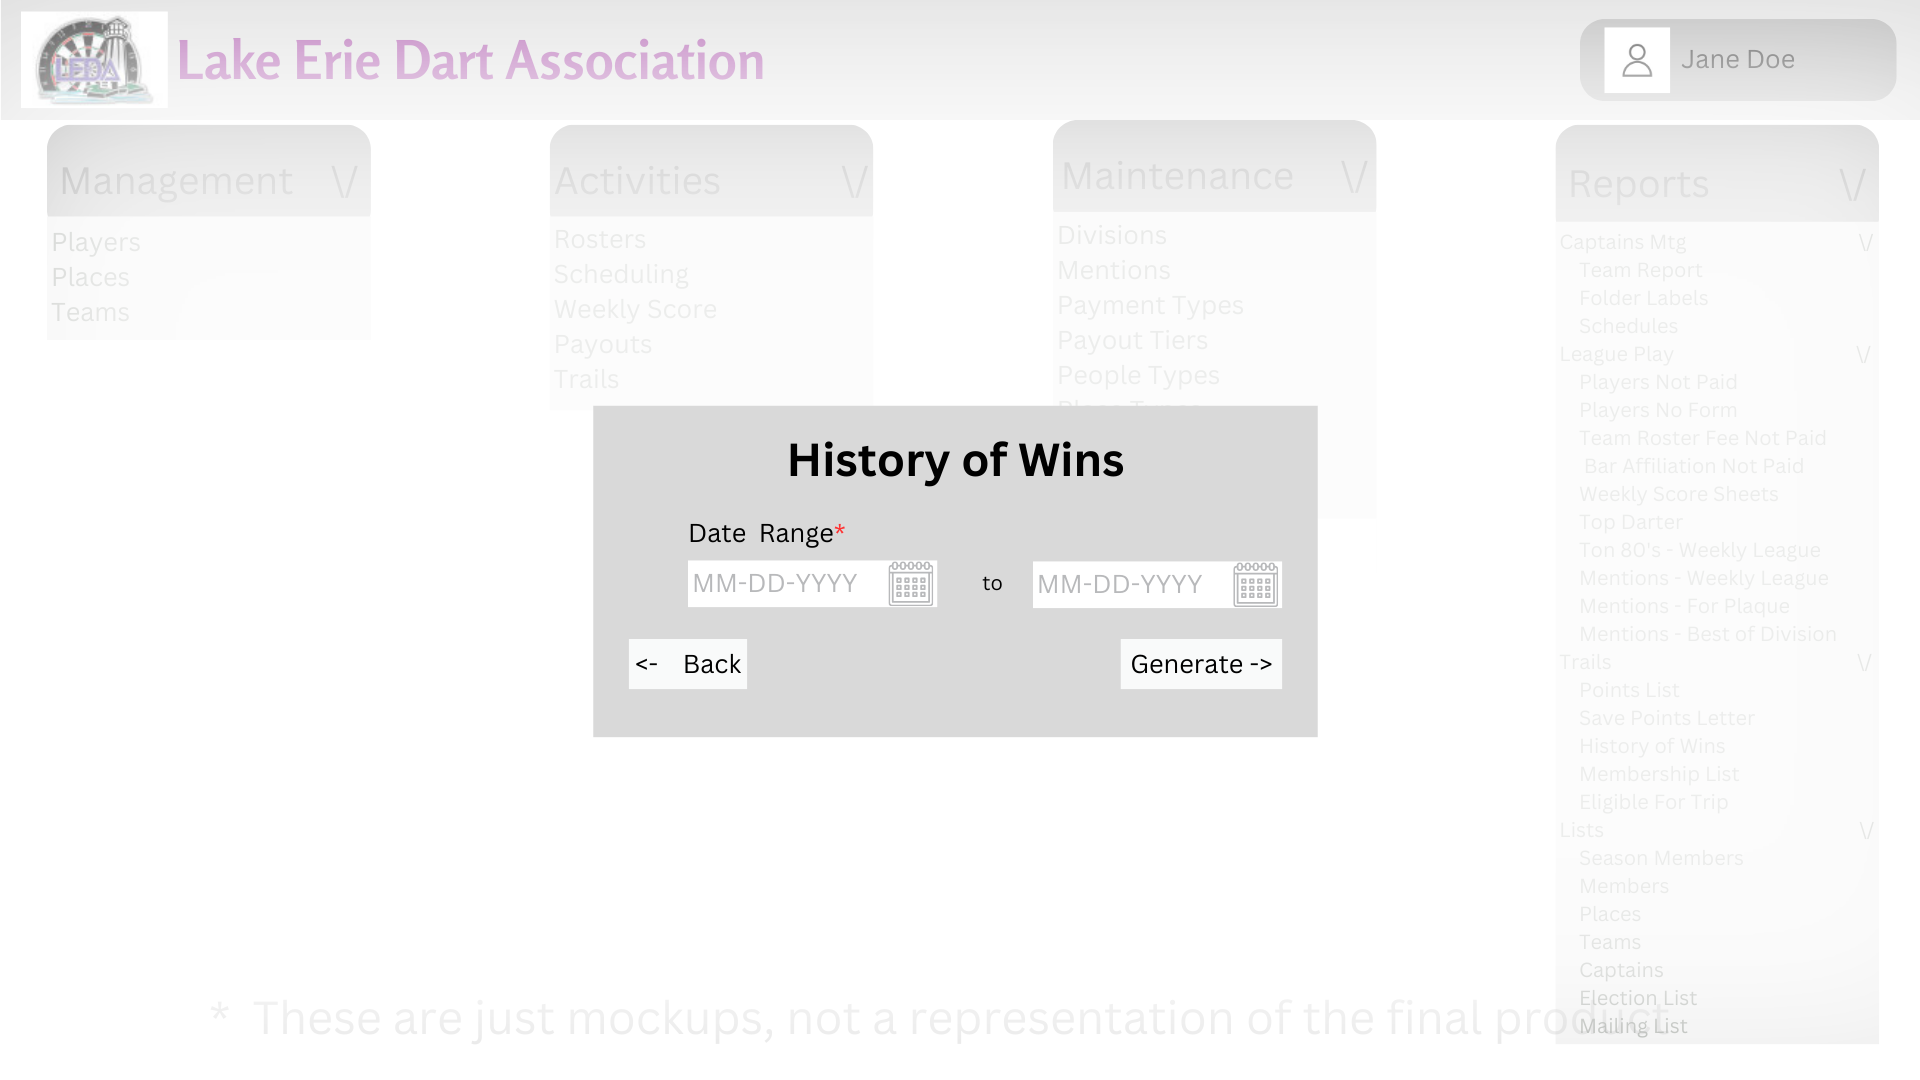 LEDA
Lake Erie Dart Association
Jane Doe
Management \/
Players
Places
Teams
Activities \/
Rosters
Scheduling
Weekly Score
Payouts
Trails
Maintenance \/
Divisions
Mentions
Payment Types
Payout Tiers
People Types
Place Types
Reports \/
Captains Mtg \/
Team Report
Folder Labels
Schedules
League Play \/
Players Not Paid
Players No Form
Team Roster Fee Not Paid
Bar Affiliation Not Paid
Weekly Score Sheets
Top Darter
Ton 80's - Weekly League
Mentions - Weekly League
Mentions - For Plaque
Mentions - Best of Division
Trails \/
Points List
Save Points Letter
History of Wins
Membership List
Eligible For Trip
Lists \/
Season Members
Members
Places
Teams
Captains
Election List
Mailing List
History of Wins
Date Range*
MM-DD-YYYY to MM-DD-YYYY
<- Back
Generate ->
* These are just mockups, not a representation of the final product